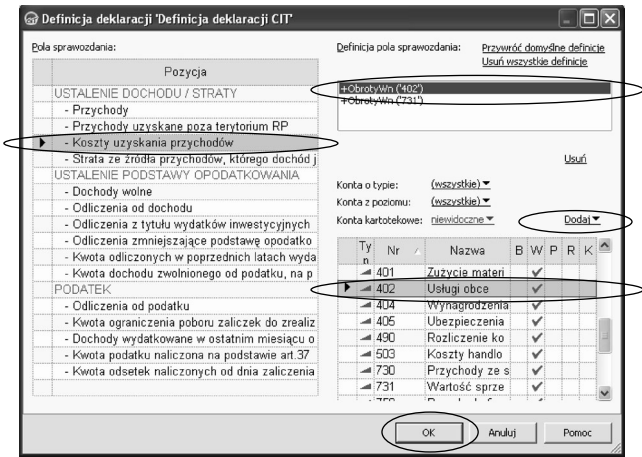 Definicja deklaracji 'Definicja deklaracji CIT'
Pola sprawozdania:
Pozycja
USTALENIE DOCHODU / STRATY
- Przychody
- Przychody uzyskane poza terytorium RP
- Koszty uzyskania przychodów
- Strata ze źródła przychodów, którego dochód j
USTALENIE PODSTAWY OPODATKOWANIA
- Dochody wolne
- Odliczenia od dochodu
- Odliczenia z tytułu wydatków inwestycyjnych
- Odliczenia zmniejszające podstawę opodatko
- Kwota odliczonych w poprzednich latach wyda
- Kwota dochodu zwolnionego od podatku, na p
PODATEK
- Odliczenia od podatku
- Kwota ograniczenia poboru zaliczek do zrealiz
- Dochody wydatkowane w ostatnim miesiącu o
- Kwota podatku naliczona na podstawie art.37
- Kwota odsetek naliczonych od dnia zaliczenia
Definicja pola sprawozdania:
Przywróć domyślne definicje
Usuń wszystkie definicje
+ObrotyWn ('402')
+ObrotyWn ('731')
Usuń
Konta o typie: (wszystkie)
Konta z poziomu: (wszystkie)
Konta kartotekowe: niewidoczne Dodaj
Ty n Nr Nazwa B W P R K
401 Zużycie materi
402 Usługi obce
404 Wynagrodzenia
405 Ubezpieczenia
490 Rozliczenie ko
503 Koszty handlo
730 Przychody ze s
731 Wartość sprze
OK Anuluj Pomoc